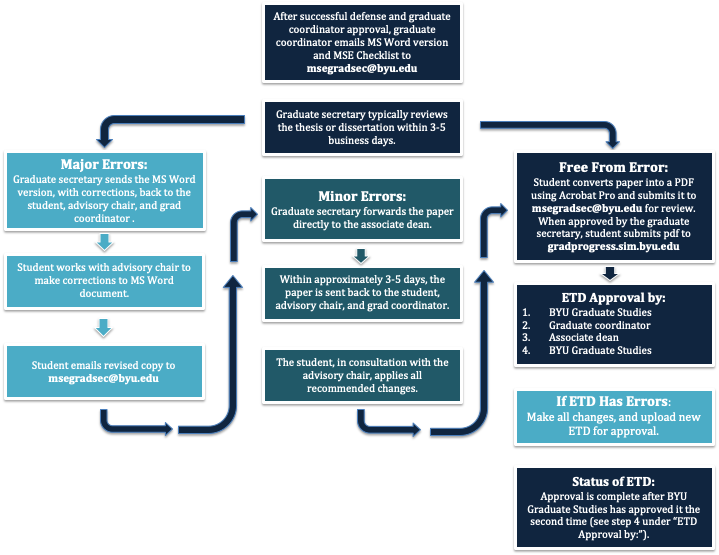 After successful defense and graduate
coordinator approval, graduate
coordinator emails MS Word version
and MSE Checklist to
msegradsec@byu.edu
Graduate secretary typically reviews
the thesis or dissertation within 3-5
business days.
Major Errors:
Graduate secretary sends the MS Word
version, with corrections, back to the
student, advisory chair, and grad
coordinator .
Student works with advisory chair to
make corrections to MS Word
document.
Student emails revised copy to
msegradsec@byu.edu
Minor Errors:
Graduate secretary forwards the paper
directly to the associate dean.
Within approximately 3-5 days, the
paper is sent back to the student,
advisory chair, and grad coordinator.
The student, in consultation with the
advisory chair, applies all
recommended changes.
Free From Error:
Student converts paper into a PDF
using Acrobat Pro and submits it to
msegradsec@byu.edu for review.
When approved by the graduate
secretary, student submits pdf to
gradprogress.sim.byu.edu
ETD Approval by:
1. BYU Graduate Studies
2. Graduate coordinator
3. Associate dean
4. BYU Graduate Studies
If ETD Has Errors:
Make all changes, and upload new
ETD for approval.
Status of ETD:
Approval is complete after BYU
Graduate Studies has approved it the
second time (see step 4 under “ETD
Approval by:”).